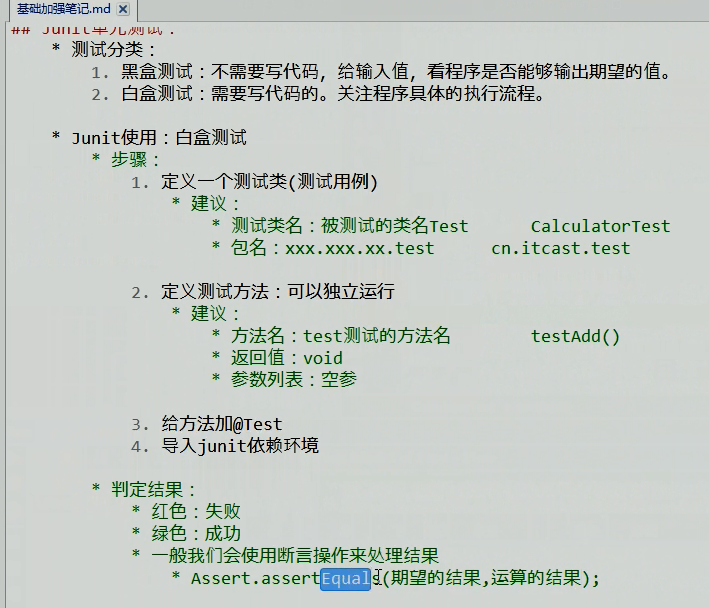 基础加强笔记.md
## Junit单元测试：
* 测试分类：
1. 黑盒测试：不需要写代码，给输入值，看程序是否能够输出期望的值。
2. 白盒测试：需要写代码的。关注程序具体的执行流程。
* Junit使用：白盒测试
* 步骤：
1. 定义一个测试类(测试用例)
* 建议：
* 测试类名：被测试的类名Test CalculatorTest
* 包名：xxx.xxx.xx.test cn.itcast.test
2. 定义测试方法：可以独立运行
* 建议：
* 方法名：test测试的方法名 testAdd()
* 返回值：void
* 参数列表：空参
3. 给方法加@Test
4. 导入junit依赖环境
* 判定结果：
* 红色：失败
* 绿色：成功
* 一般我们会使用断言操作来处理结果
* Assert.assertEquals(期望的结果,运算的结果);